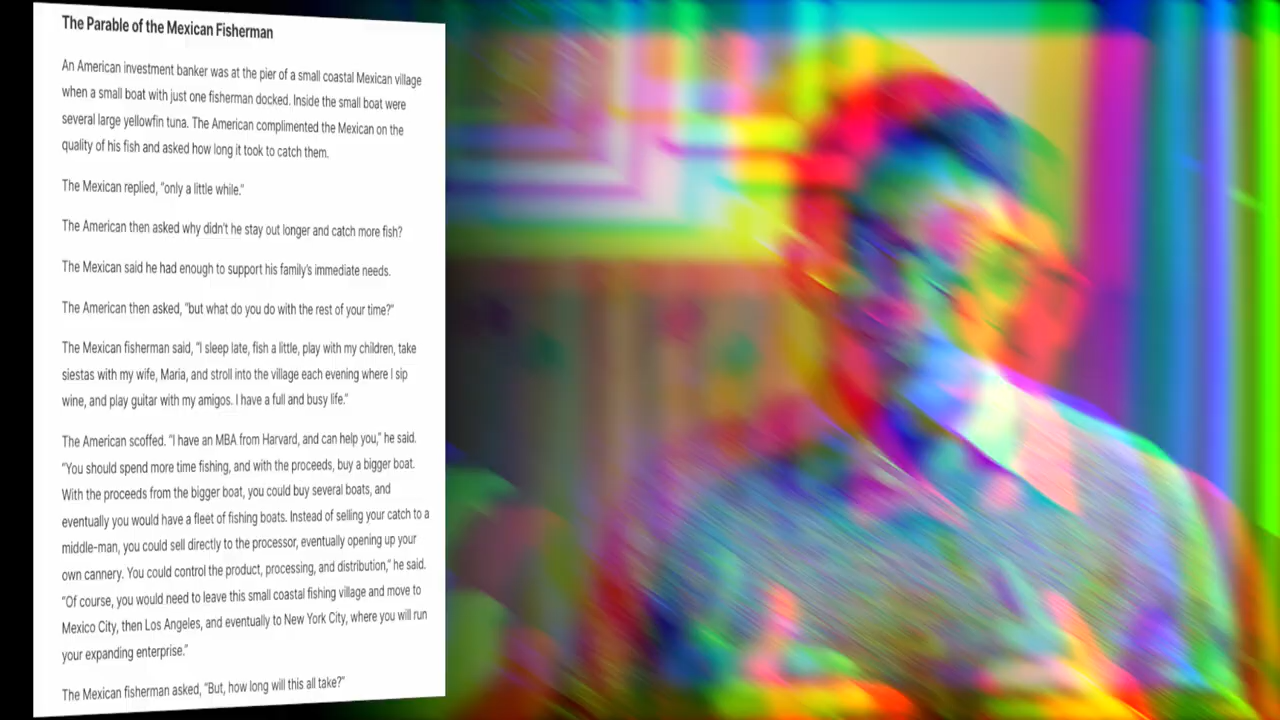 The Parable of the Mexican Fisherman
An American investment banker was at the pier of a small coastal Mexican village
when a small boat with just one fisherman docked. Inside the small boat were
several large yellowfin tuna. The American complimented the Mexican on the
quality of his fish and asked how long it took to catch them.
The Mexican replied, “only a little while.”
The American then asked why didn't he stay out longer and catch more fish?
The Mexican said he had enough to support his family's immediate needs.
The American then asked, “but what do you do with the rest of your time?”
The Mexican fisherman said, “I sleep late, fish a little, play with my children, take
siestas with my wife, Maria, and stroll into the village each evening where I sip
wine, and play guitar with my amigos. I have a full and busy life.”
The American scoffed. “I have an MBA from Harvard, and can help you,” he said.
“You should spend more time fishing, and with the proceeds, buy a bigger boat.
With the proceeds from the bigger boat, you could buy several boats, and
eventually you would have a fleet of fishing boats. Instead of selling your catch to a
middle-man, you could sell directly to the processor, eventually opening up your
own cannery. You could control the product, processing, and distribution,” he said.
“Of course, you would need to leave this small coastal fishing village and move to
Mexico City, then Los Angeles, and eventually to New York City, where you will run
your expanding enterprise.”
The Mexican fisherman asked, “But, how long will this all take?”